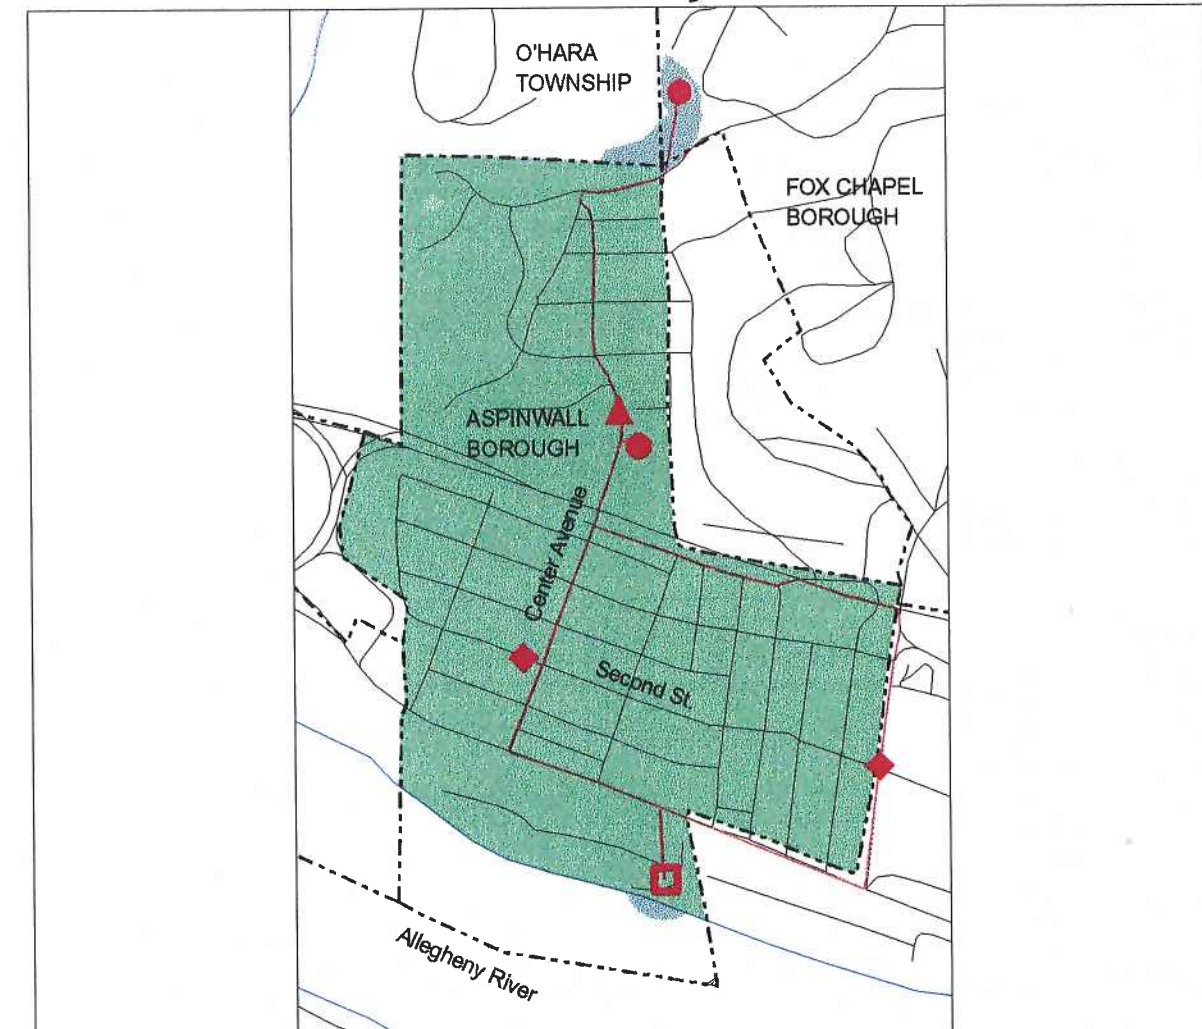 O'HARA
TOWNSHIP
FOX CHAPEL
BOROUGH
ASPINWALL
BOROUGH
Center Avenue
Second St.
Allegheny River